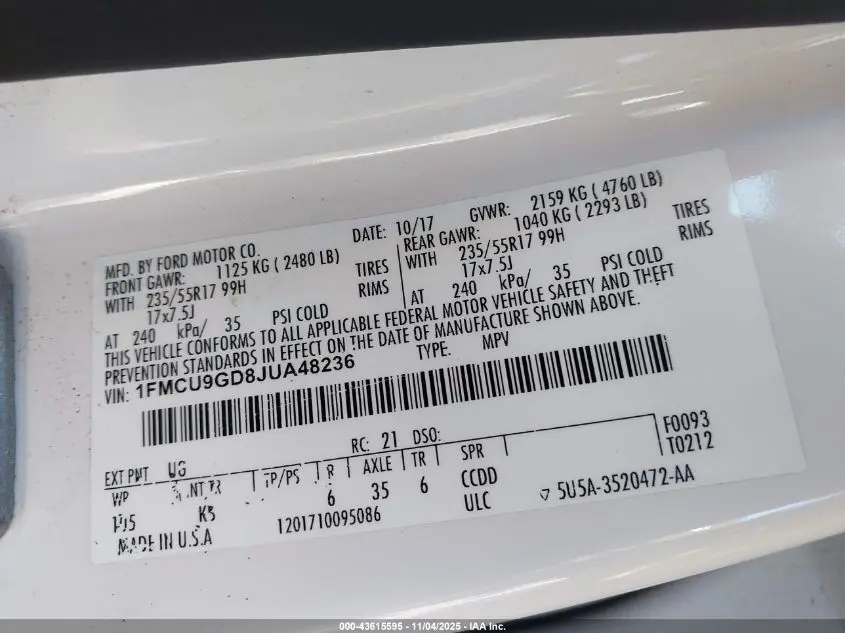 MFD. BY FORD MOTOR CO. DATE: 10/17 GVWR: 2159 KG ( 4760 LB)
FRONT GAWR: 1125 KG ( 2480 LB) REAR GAWR: 1040 KG ( 2293 LB)
WITH 235/55R17 99H TIRES WITH 235/55R17 99H TIRES
17x7.5J RIMS 17x7.5J RIMS
AT 240 kPa/ 35 PSI COLD AT 240 kPa/ 35 PSI COLD
THIS VEHICLE CONFORMS TO ALL APPLICABLE FEDERAL MOTOR VEHICLE SAFETY AND THEFT
PREVENTION STANDARDS IN EFFECT ON THE DATE OF MANUFACTURE SHOWN ABOVE.
VIN: 1FMCU9GD8JUA48236 TYPE: MPV
F0093
T0212
EXT PNT UG RC: 21 DSO:
WP INT TR TP/PS R AXLE TR SPR
6 35 6 CCDD
K5 ULC
MADE IN U.S.A 1201710095086 5U5A-3520472-AA
000-43615595 - 11/04/2025 - IAA Inc.